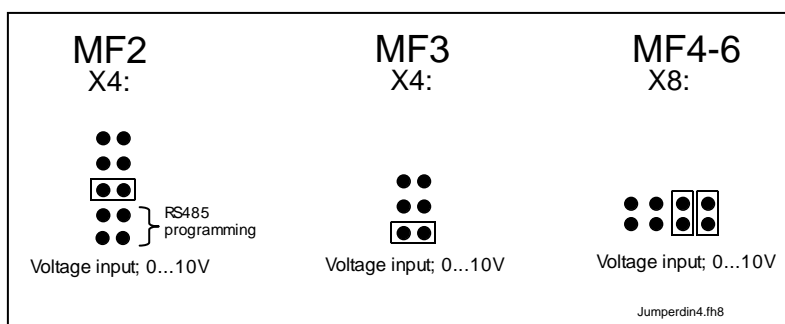 MF2
X4:
RS485
programming
Voltage input; 0...10V
MF3
X4:
Voltage input; 0...10V
MF4-6
X8:
Voltage input; 0...10V
Jumperdin4.fh8